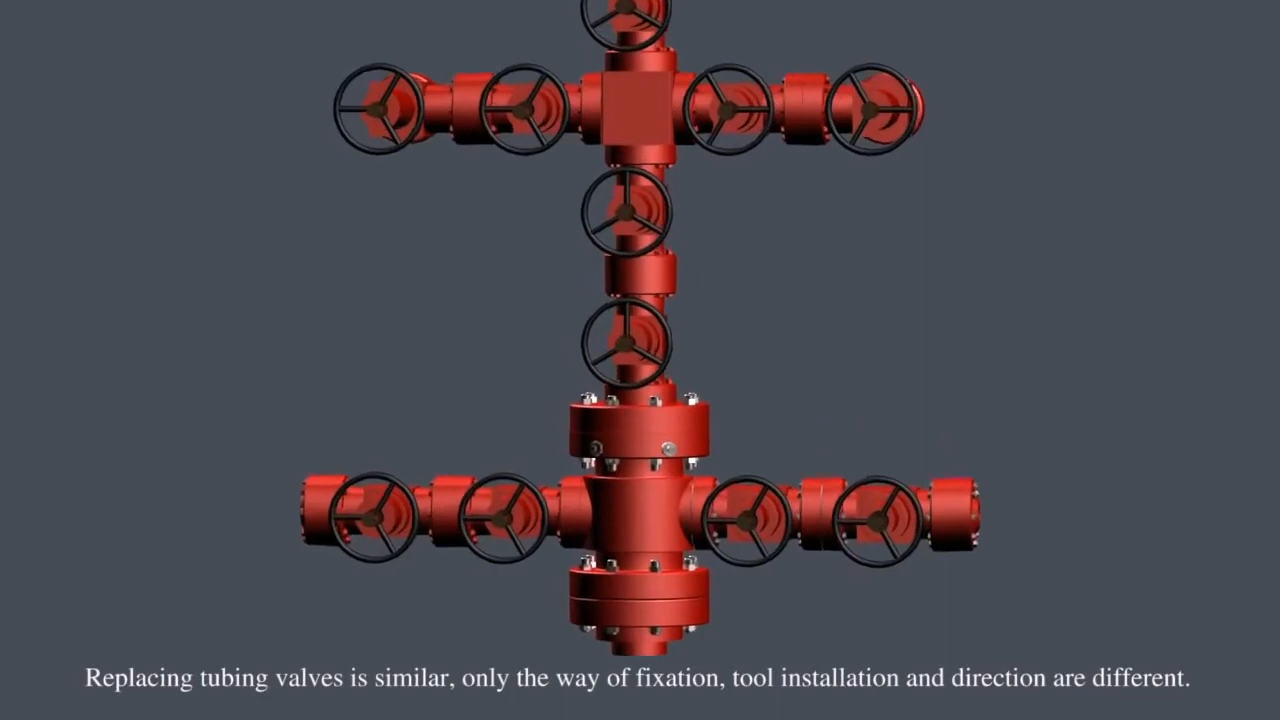 Replacing tubing valves is similar, only the way of fixation, tool installation and direction are different.